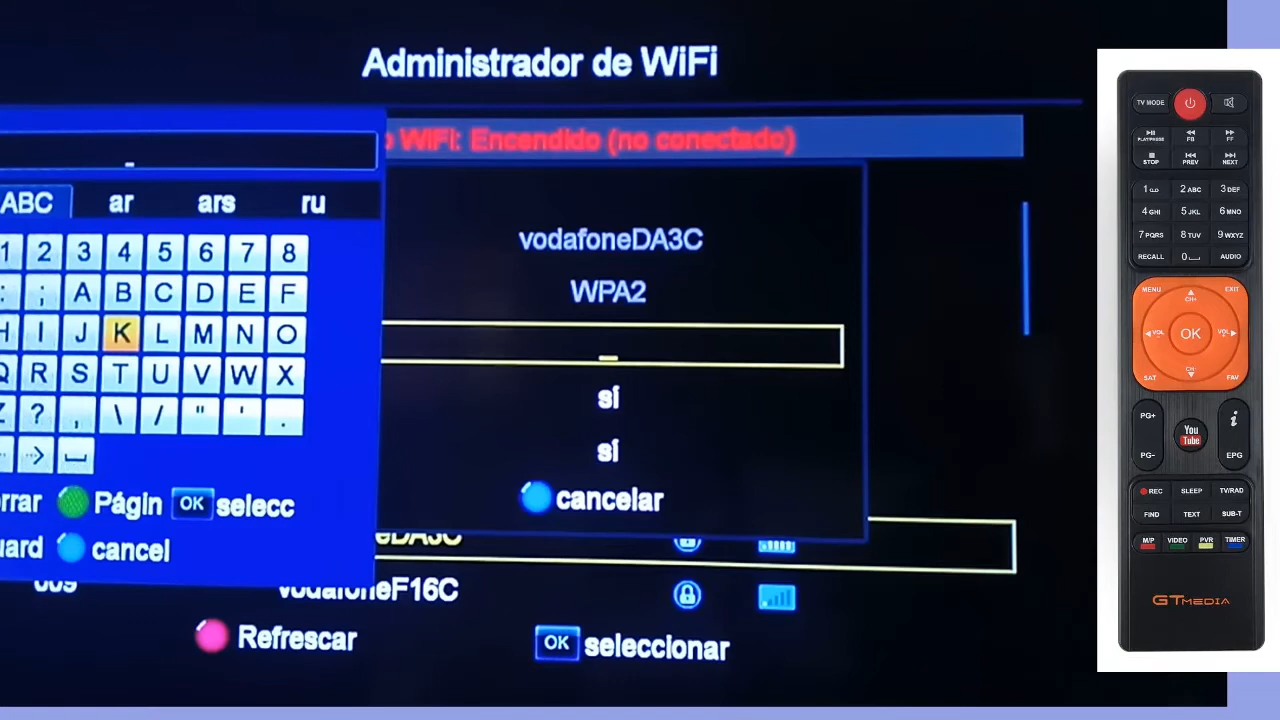 Administrador de WiFi
WIFI: Encendido (no conectado)
ABC ar ars ru
1 2 3 4 5 6 7 8
: ; A B C D E F
H I J K L M N O
Q R S T U V W X
Z ? , \ / " ' .
Págin OK selecc
cancel
vodafoneDA3C
WPA2
sí
sí
cancelar
vodafoneF16C
Refrescar
OK seleccionar
TV MODE
PLAY/PAUSE FB FF
STOP PREV NEXT
1 2 ABC 3 DEF
4 GHI 5 JKL 6 MNO
7 PQRS 8 TUV 9 WXYZ
RECALL 0 AUDIO
MENU CH+ EXIT
VOL - OK VOL +
SAT CH- FAV
PG+ i
You Tube
PG- EPG
REC SLEEP TV/RAD
FIND TEXT SUB-T
M/P VIDEO PVR TIMER
GTMEDIA